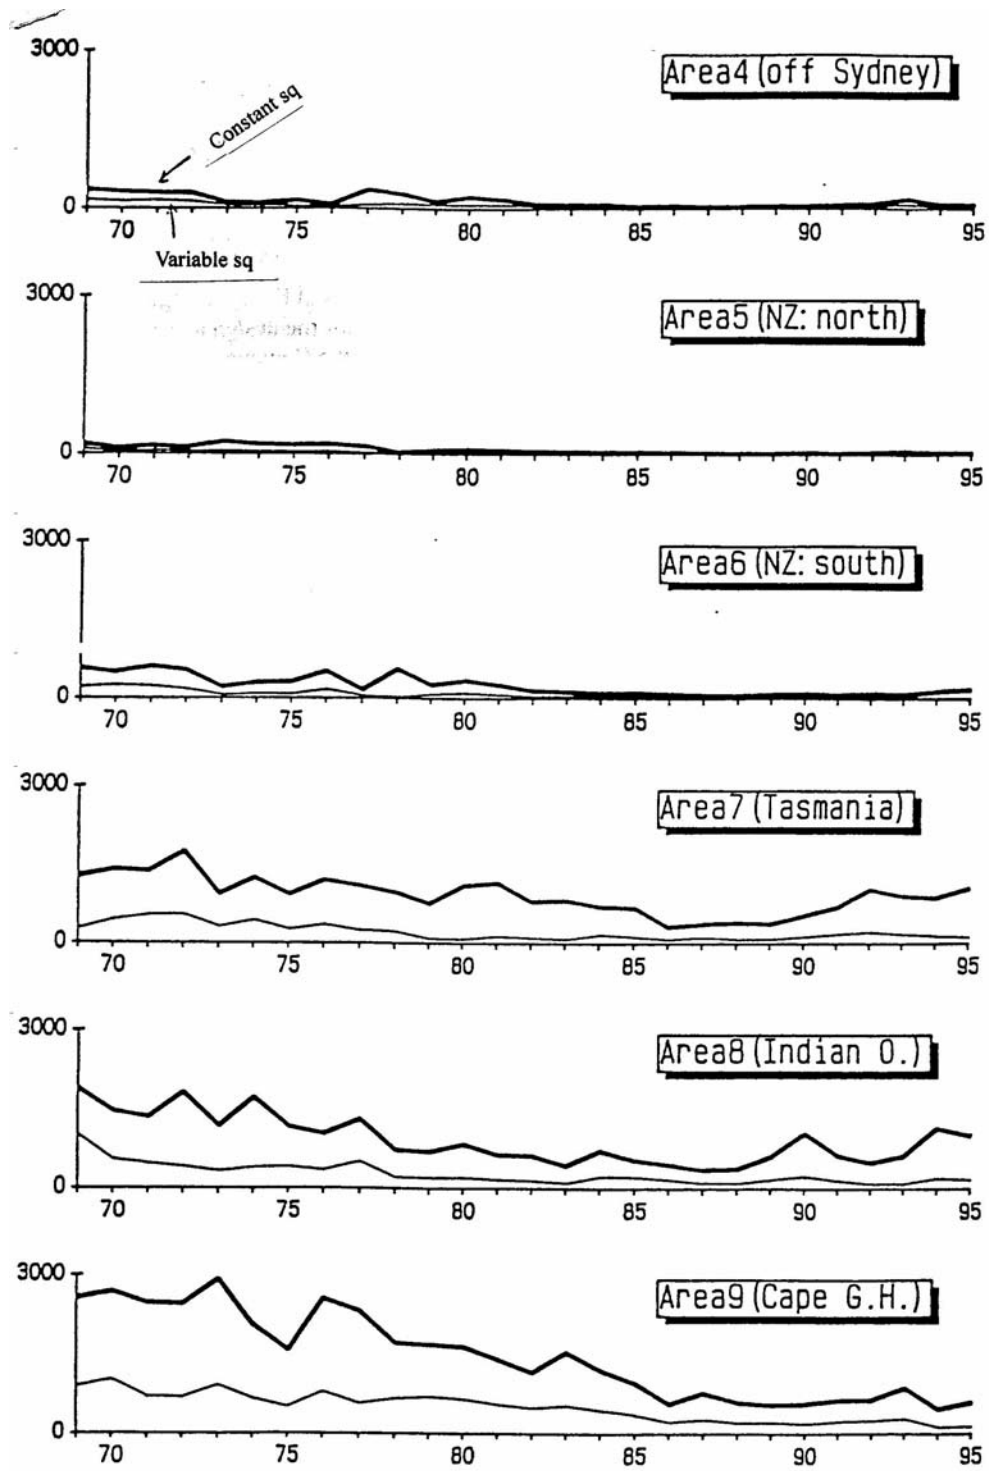 3000
Area4 (off Sydney)
Constant sq
0
70 75 80 85 90 95
Variable sq
3000
Area5 (NZ: north)
0
70 75 80 85 90 95
3000
Area6 (NZ: south)
0
70 75 80 85 90 95
3000
Area7 (Tasmania)
0
70 75 80 85 90 95
3000
Area8 (Indian O.)
0
70 75 80 85 90 95
3000
Area9 (Cape G.H.)
0
70 75 80 85 90 95